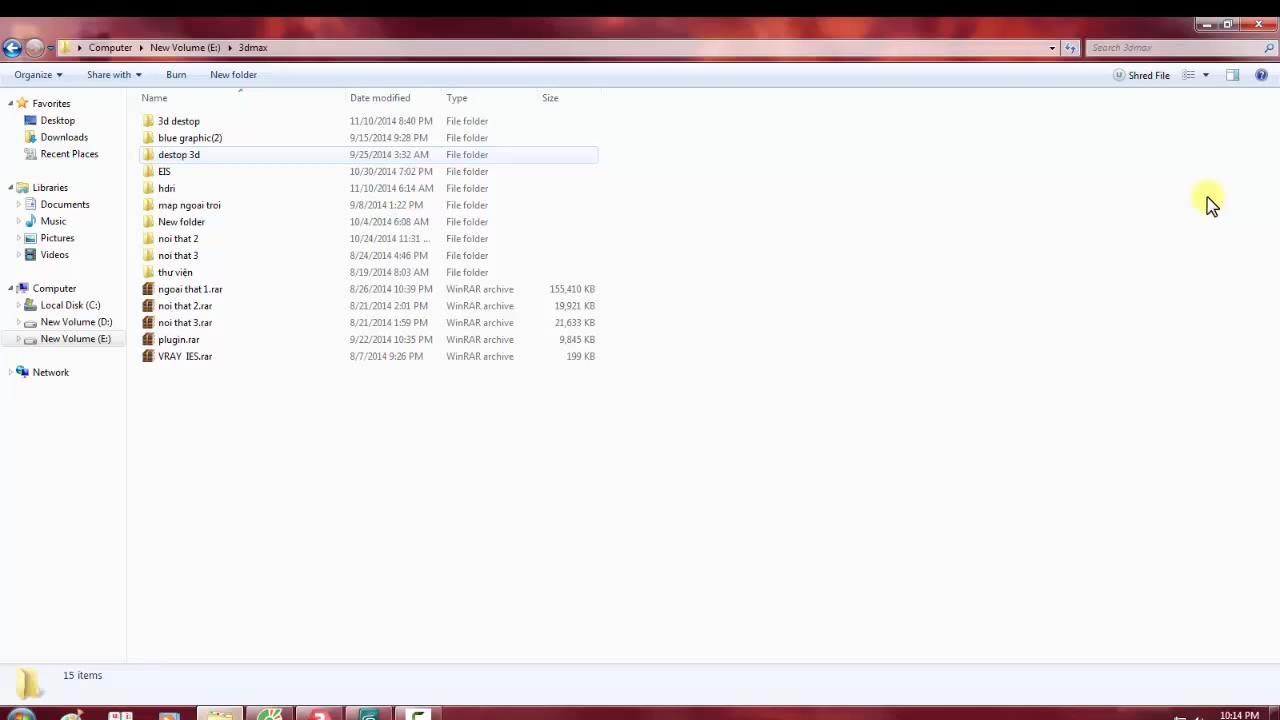 Computer New Volume (E:) 3dmax Search 3dmax
Organize Share with Burn New folder Shred File
Name Date modified Type Size
Favorites
Desktop
Downloads
Recent Places
Libraries
Documents
Music
Pictures
Videos
Computer
Local Disk (C:)
New Volume (D:)
New Volume (E:)
Network
3d destop 11/10/2014 8:40 PM File folder
blue graphic(2) 9/15/2014 9:28 PM File folder
destop 3d 9/25/2014 3:32 AM File folder
EIS 10/30/2014 7:02 PM File folder
hdri 11/10/2014 6:14 AM File folder
map ngoai troi 9/8/2014 1:22 PM File folder
New folder 10/4/2014 6:08 AM File folder
noi that 2 10/24/2014 11:31 ... File folder
noi that 3 8/24/2014 4:46 PM File folder
thư viện 8/19/2014 8:03 AM File folder
ngoai that 1.rar 8/26/2014 10:39 PM WinRAR archive 155,410 KB
noi that 2.rar 8/21/2014 2:01 PM WinRAR archive 19,921 KB
noi that 3.rar 8/21/2014 1:59 PM WinRAR archive 21,633 KB
plugin.rar 9/22/2014 10:35 PM WinRAR archive 9,845 KB
VRAY IES.rar 8/7/2014 9:26 PM WinRAR archive 199 KB
15 items
10:14 PM